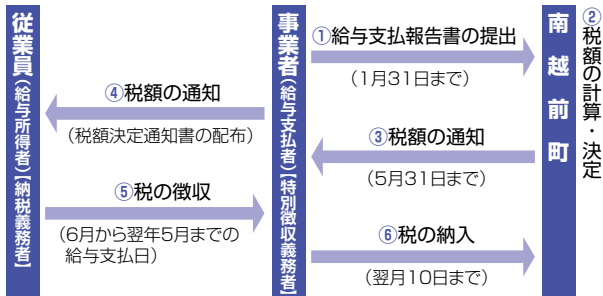 従業員（給与所得者）【納税義務者】
事業者（給与支払者）【特別徴収義務者】
南越前町
①給与支払報告書の提出
（1月31日まで）
②税額の計算・決定
③税額の通知
（5月31日まで）
④税額の通知
（税額決定通知書の配布）
⑤税の徴収
（6月から翌年5月までの
給与支払日）
⑥税の納入
（翌月10日まで）